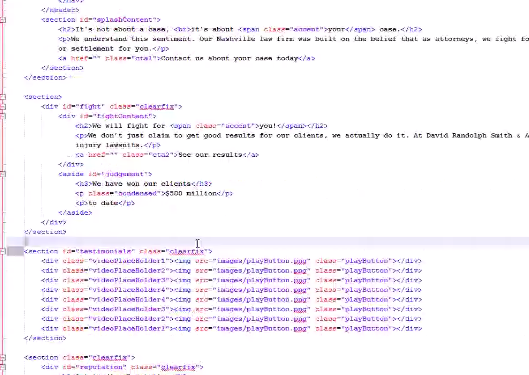 </header>
<section id="splashContent">
<h2>It's not about a case, <br>it's about <span class="accent">your</span> case.</h2>
<p>We understand this sentiment. Our Nashville law firm was built on the belief that as attorneys, we fight fo
or settlement for you.</p>
<a href="" class="cta1">Contact us about your case today</a>
</section>
</section>
<section>
<div id="fight" class="clearfix">
<div id="fightContent">
<h2>We will fight for <span class="accent">you!</span></h2>
<p>We don't just claim to get good results for our clients, we actually do it. At David Randolph Smith & A
injury lawsuits.</p>
<a href="" class="cta2">See our results</a>
</div>
<aside id="judgement">
<h3>We have won our clients</h3>
<p class="condensed">$500 million</p>
<p>to date</p>
</aside>
</div>
</section>
<section id="testimonials" class="clearfix">
<div class="videoPlaceHolder1"><img src="images/playButton.png" class="playButton"></div>
<div class="videoPlaceHolder2"><img src="images/playButton.png" class="playButton"></div>
<div class="videoPlaceHolder3"><img src="images/playButton.png" class="playButton"></div>
<div class="videoPlaceHolder4"><img src="images/playButton.png" class="playButton"></div>
<div class="videoPlaceHolder4"><img src="images/playButton.png" class="playButton"></div>
<div class="videoPlaceHolder3"><img src="images/playButton.png" class="playButton"></div>
<div class="videoPlaceHolder2"><img src="images/playButton.png" class="playButton"></div>
<div class="videoPlaceHolder1"><img src="images/playButton.png" class="playButton"></div>
</section>
<section class="clearfix">
<div id="reputation" class="clearfix">